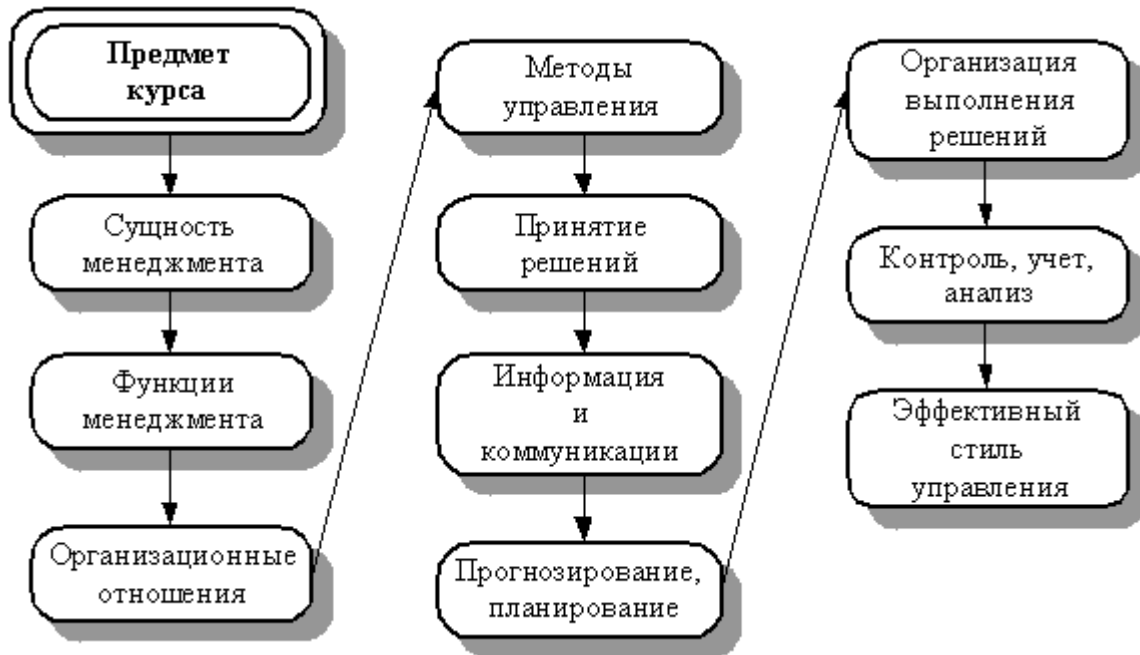 Предмет
курса
Сущность
менеджмента
Функции
менеджмента
Организационные
отношения
Методы
управления
Принятие
решений
Информация
и
коммуникации
Прогнозирование,
планирование
Организация
выполнения
решений
Контроль, учет,
анализ
Эффективный
стиль
управления